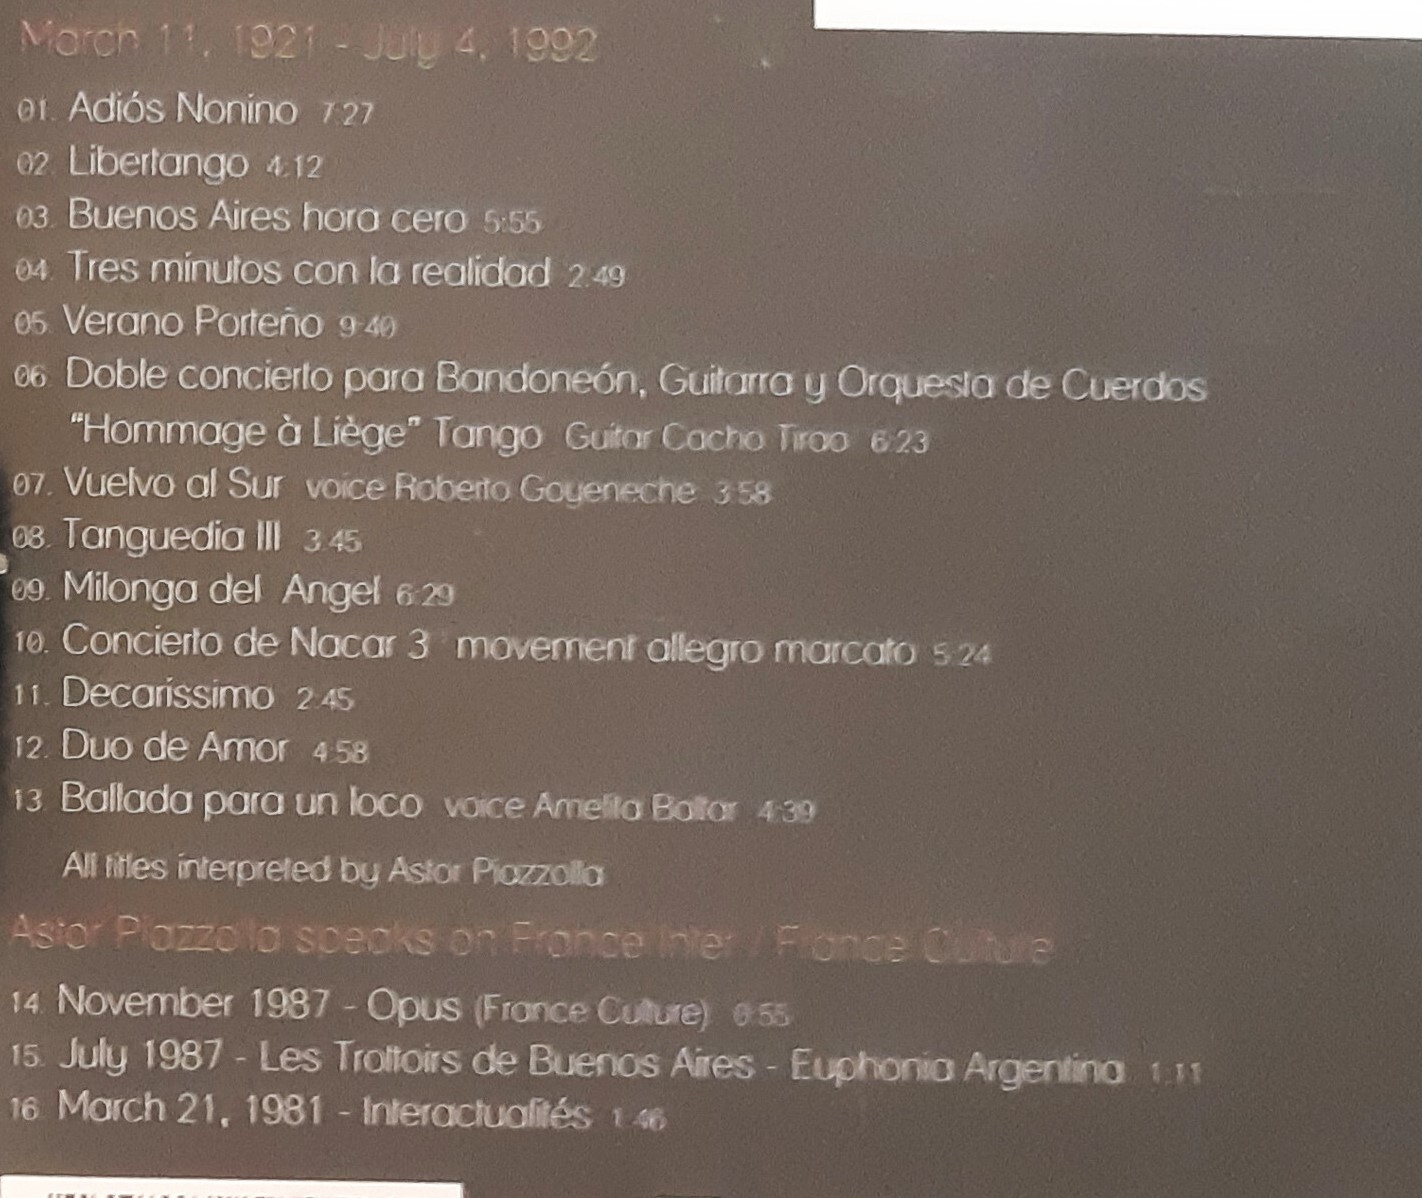 March 11, 1921 - July 4, 1992
01. Adiós Nonino 7:27
02. Libertango 4:12
03. Buenos Aires hora cero 5:55
04. Tres minutos con la realidad 2:49
05. Verano Porteño 9:40
06. Doble concierto para Bandoneón, Guitarra y Orquesta de Cuerdos
"Hommage à Liège" Tango Guitar Cacho Tirao 6:23
07. Vuelvo al Sur voice Roberto Goyeneche 3:58
08. Tanguedia III 3:45
09. Milonga del Angel 6:29
10. Concierto de Nacar 3 movement allegro marcato 5:24
11. Decarissimo 2:45
12. Duo de Amor 4:58
13. Ballada para un loco voice Amelita Baltar 4:39
All titles interpreted by Astor Piazzolla
Astor Piazzolla speaks on France Inter / France Culture
14. November 1987 - Opus (France Culture) 0:55
15. July 1987 - Les Trottoirs de Buenos Aires - Euphonia Argentina 1:11
16. March 21, 1981 - Interactualités 1:46